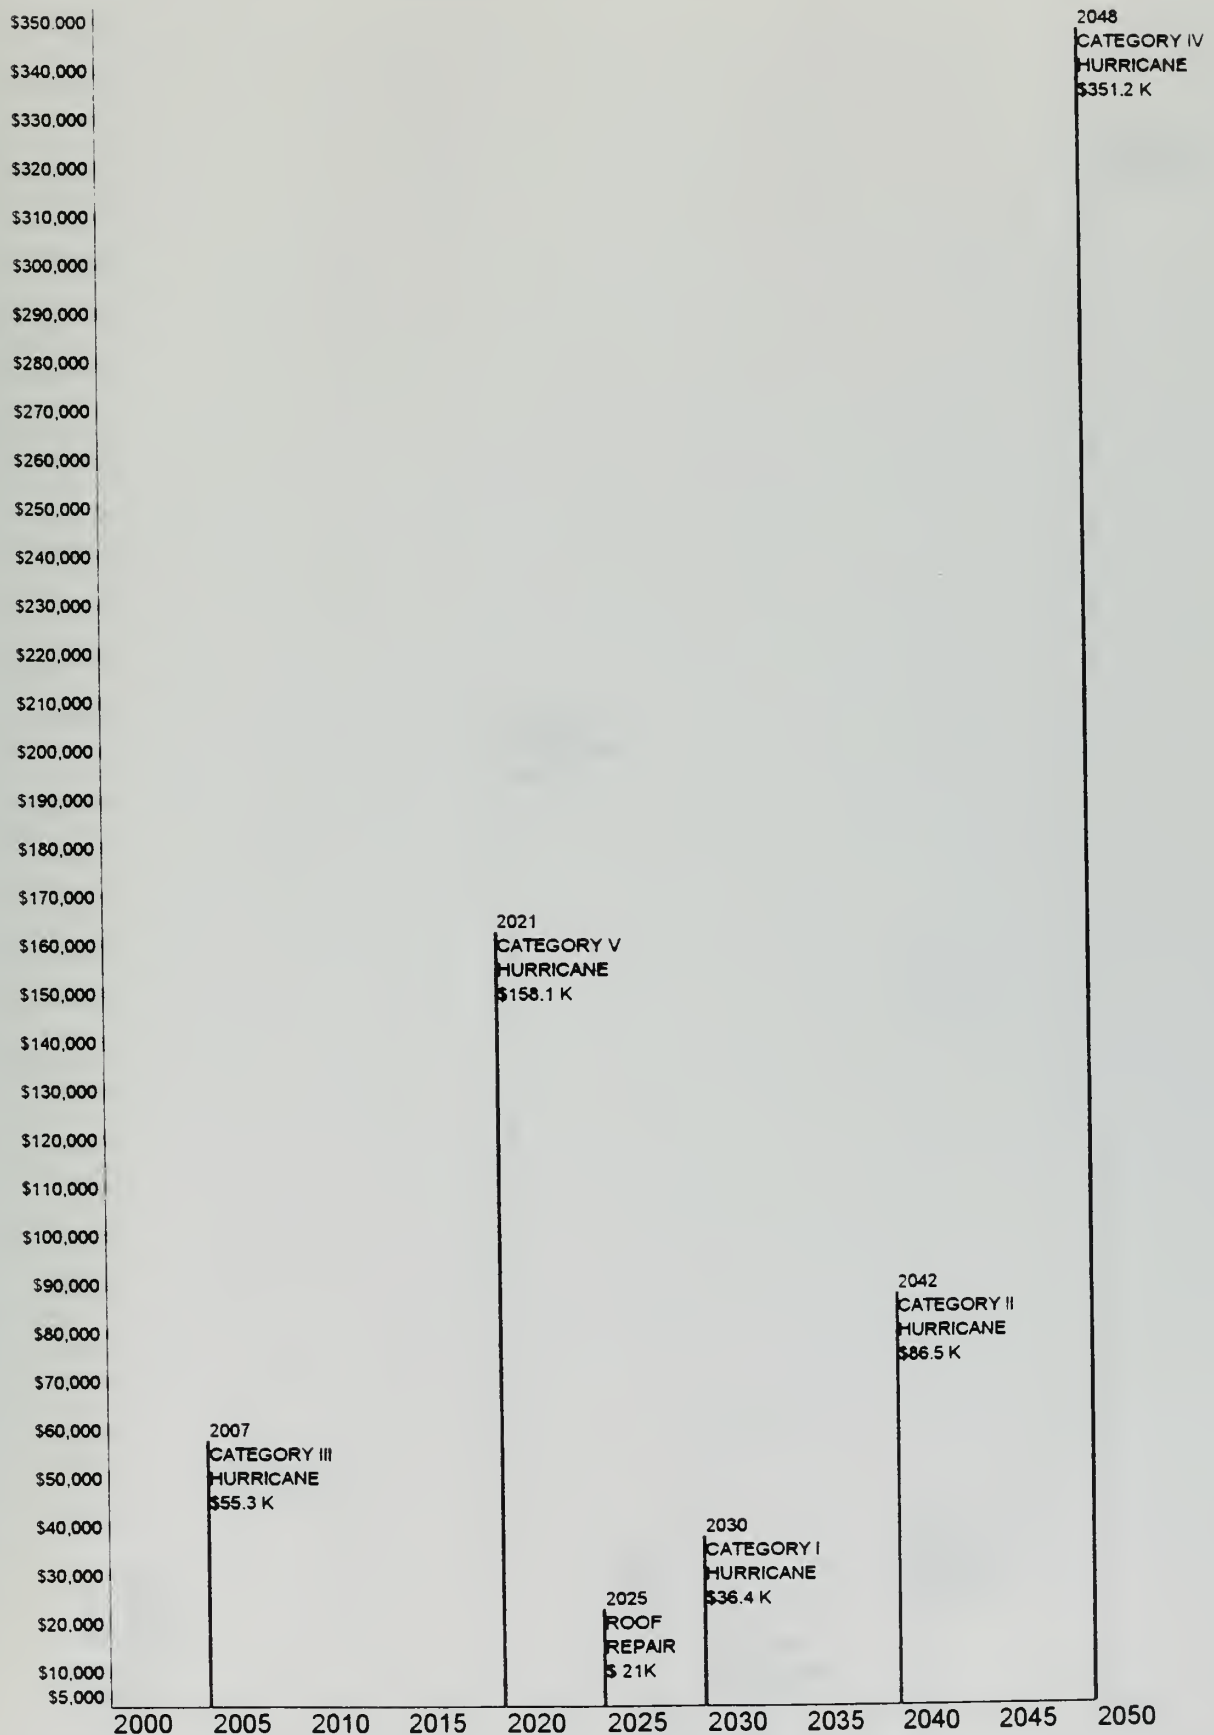 $350.000
$340,000
$330,000
$320,000
$310,000
$300,000
$290,000
$280,000
$270,000
$260,000
$250,000
$240,000
$230,000
$220,000
$210,000
$200,000
$190,000
$180,000
$170,000
$160,000
$150,000
$140,000
$130,000
$120,000
$110,000
$100,000
$90,000
$80,000
$70,000
$60,000
$50,000
$40,000
$30,000
$20,000
$10,000
$5,000
2007
CATEGORY III
HURRICANE
$55.3 K
2021
CATEGORY V
HURRICANE
$158.1 K
2025
ROOF
REPAIR
$ 21K
2030
CATEGORY I
HURRICANE
$36.4 K
2042
CATEGORY II
HURRICANE
$86.5 K
2048
CATEGORY IV
HURRICANE
$351.2 K
2000 2005 2010 2015 2020 2025 2030 2035 2040 2045 2050